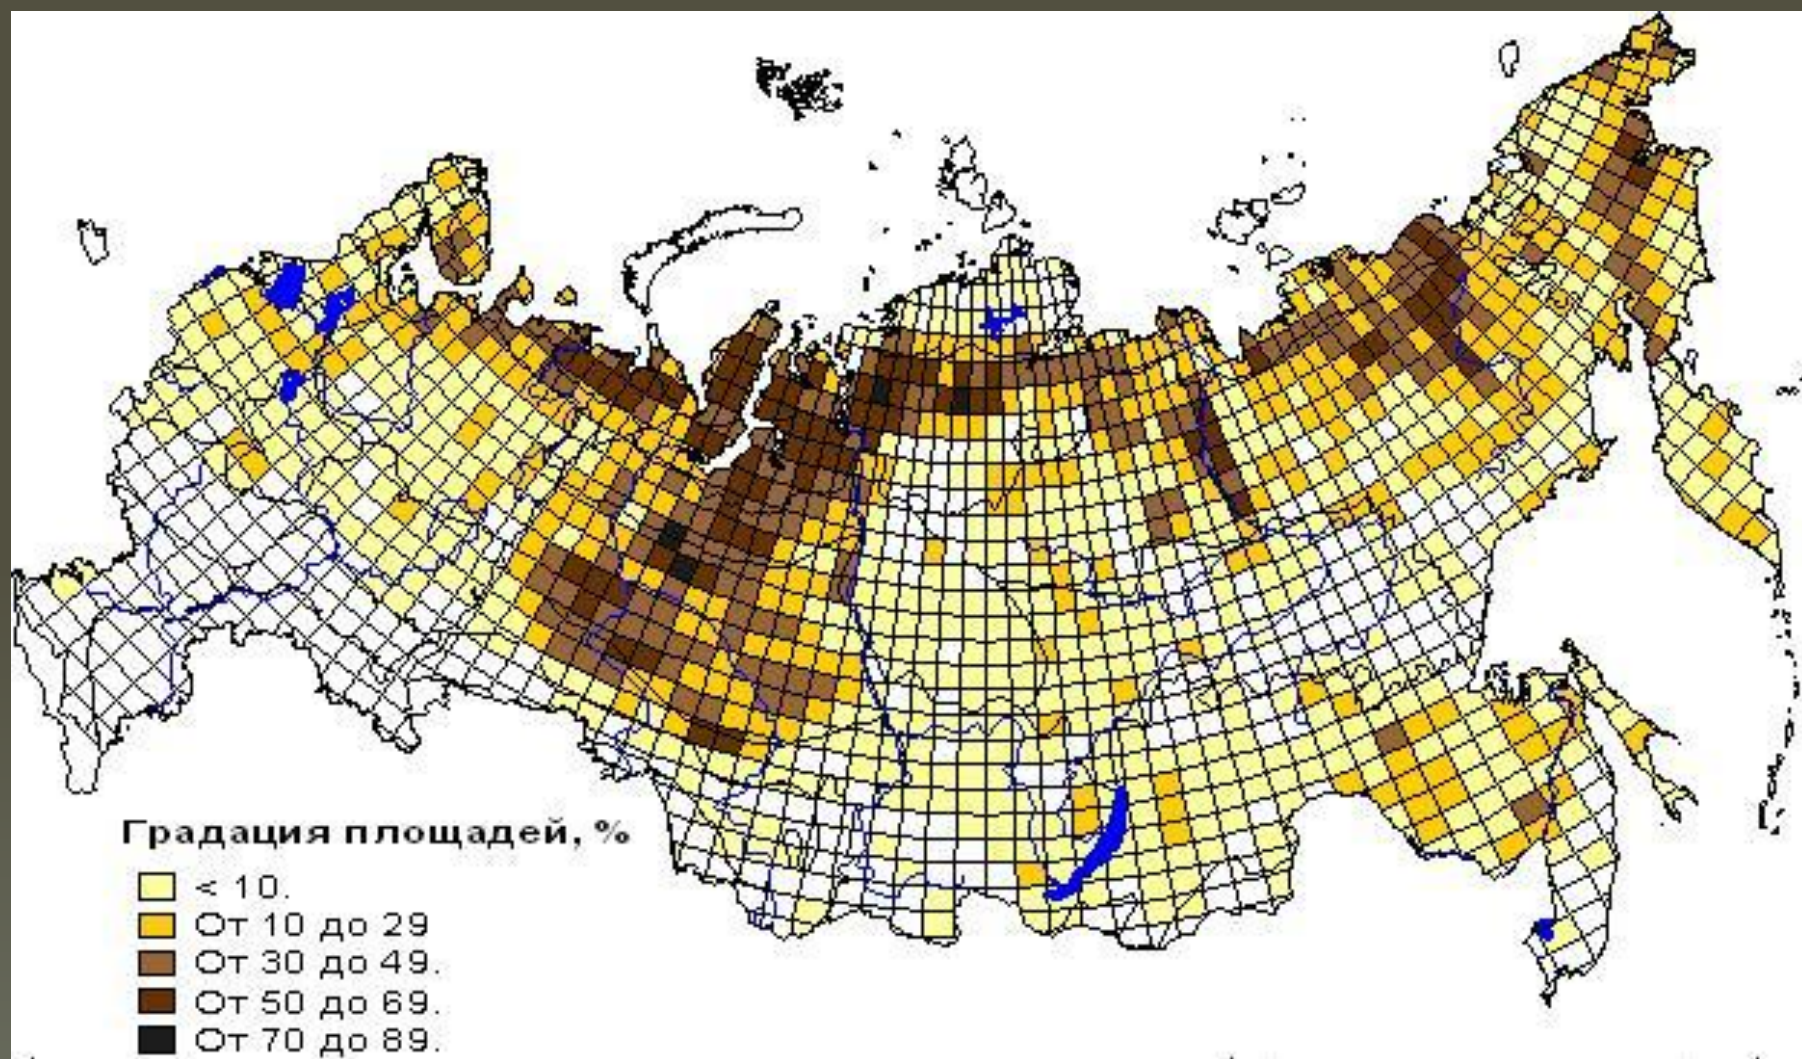 Градация площадей, %
< 10.
От 10 до 29
От 30 до 49.
От 50 до 69.
От 70 до 89.